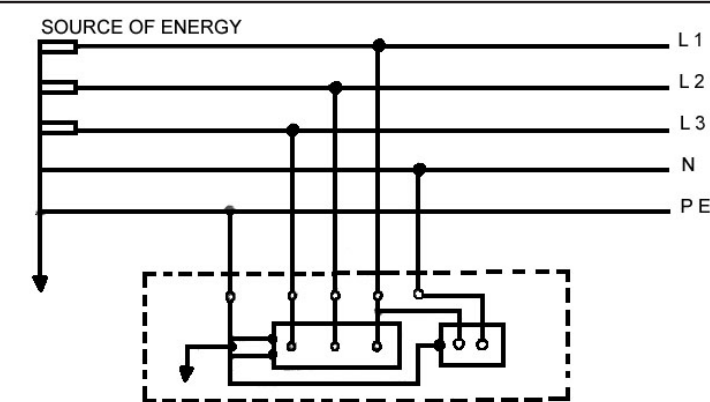 SOURCE OF ENERGY
L 1
L 2
L 3
N
P E